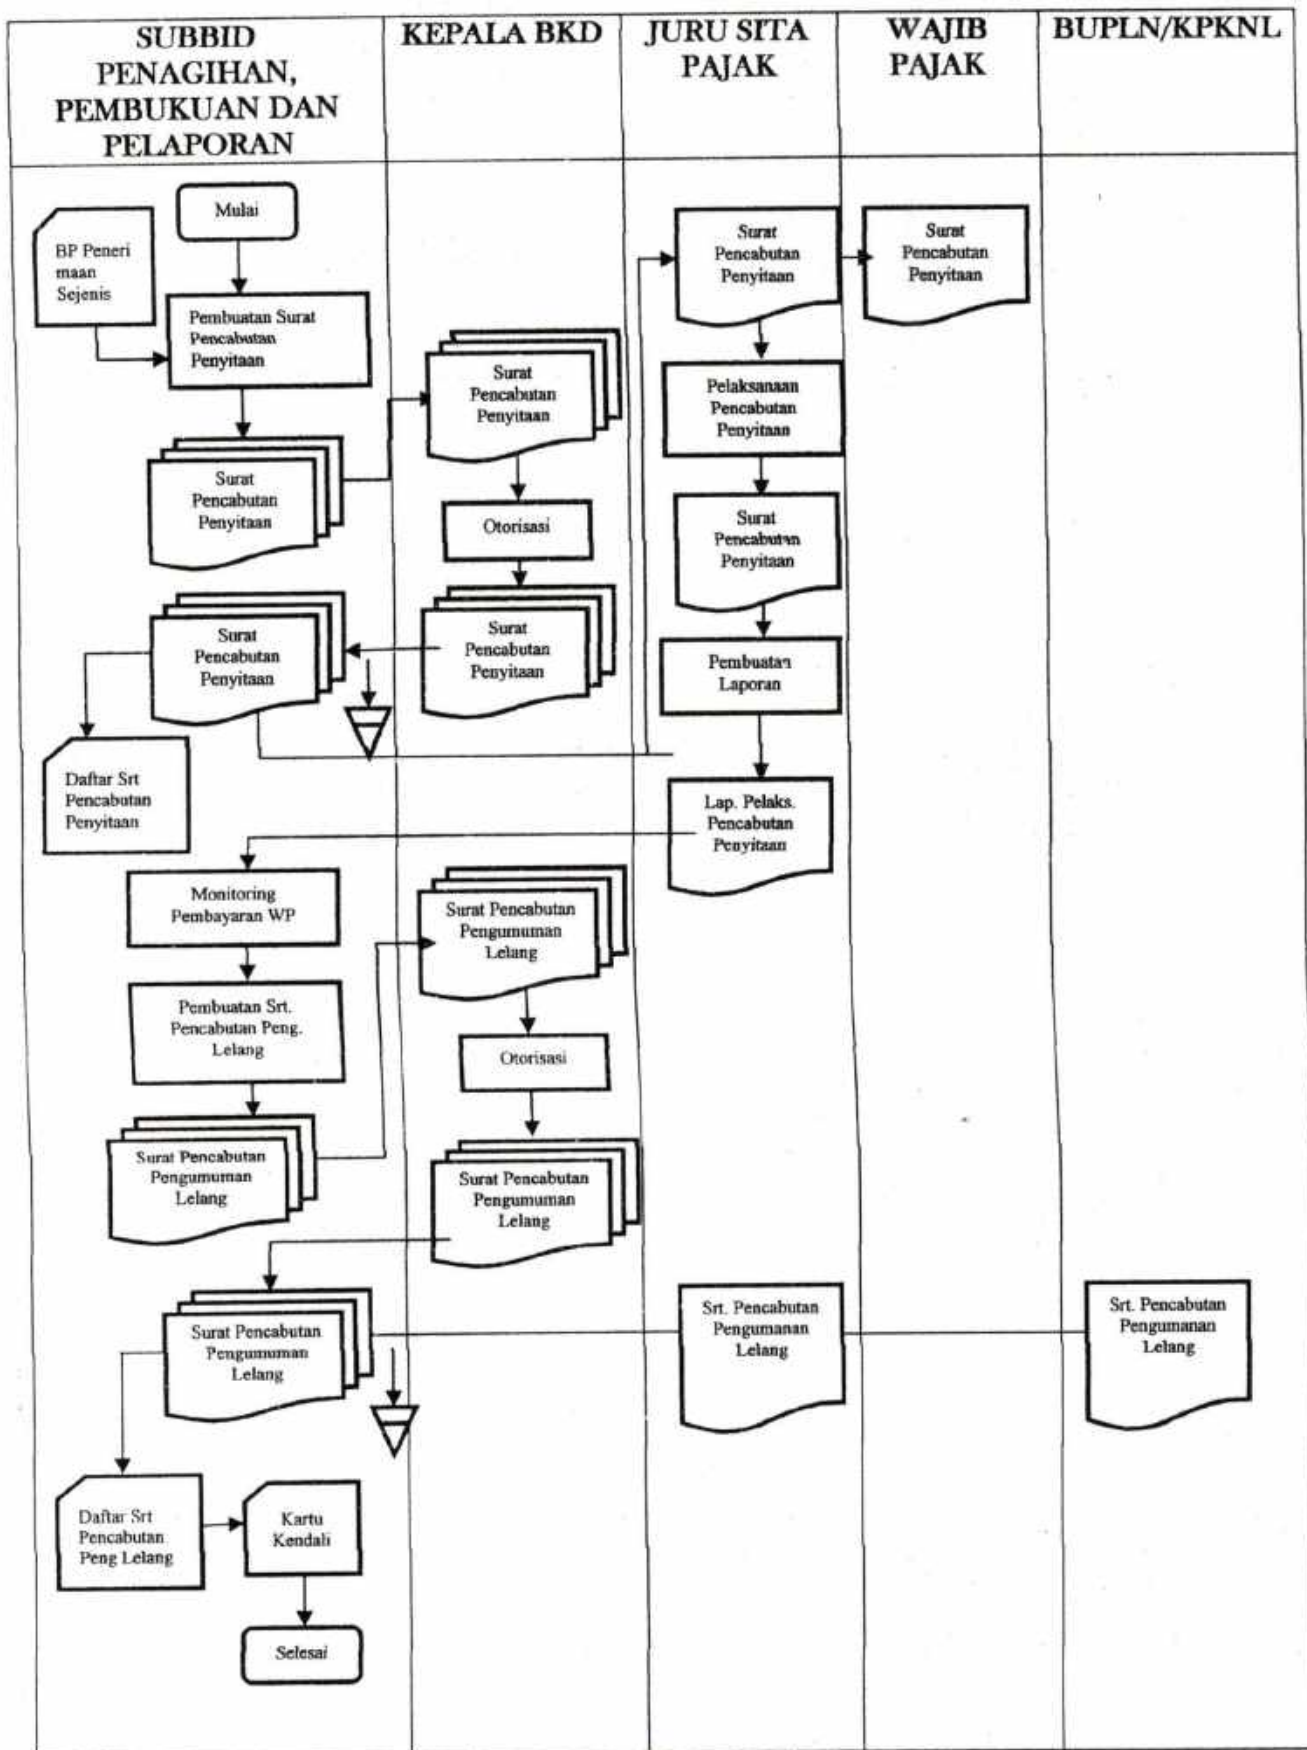 SUBBID
PENAGIHAN,
PEMBUKUAN DAN
PELAPORAN
KEPALA BKD
JURU SITA
PAJAK
WAJIB
PAJAK
BUPLN/KPKNL
Mulai
BP Peneri
maan
Sejenis
Pembuatan Surat
Pencabutan
Penyitaan
Surat
Pencabutan
Penyitaan
Surat
Pencabutan
Penyitaan
Daftar Srt
Pencabutan
Penyitaan
Monitoring
Pembayaran WP
Pembuatan Srt.
Pencabutan Peng.
Lelang
Surat Pencabutan
Pengumuman
Lelang
Surat Pencabutan
Pengumuman
Lelang
Daftar Srt
Pencabutan
Peng Lelang
Kartu
Kendali
Selesai
Surat
Pencabutan
Penyitaan
Otorisasi
Surat
Pencabutan
Penyitaan
Surat Pencabutan
Pengumuman
Lelang
Otorisasi
Surat Pencabutan
Pengumuman
Lelang
Surat
Pencabutan
Penyitaan
Pelaksanaan
Pencabutan
Penyitaan
Surat
Pencabutan
Penyitaan
Pembuatan
Laporan
Lap. Pelaks.
Pencabutan
Penyitaan
Srt. Pencabutan
Pengumanan
Lelang
Surat
Pencabutan
Penyitaan
Srt. Pencabutan
Pengumanan
Lelang